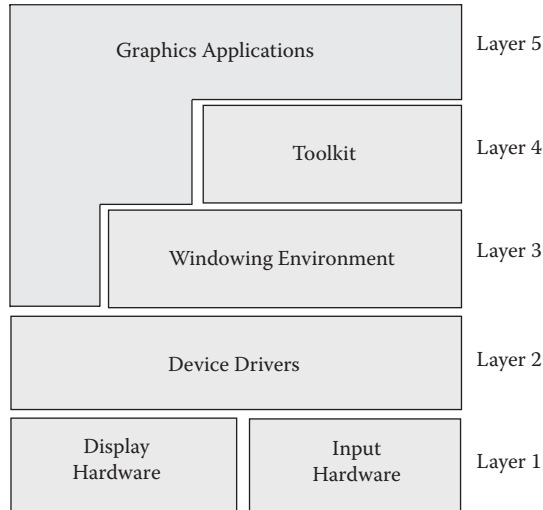 Graphics Applications
Layer 5
Toolkit
Layer 4
Windowing Environment
Layer 3
Device Drivers
Layer 2
Display
Hardware
Input
Hardware
Layer 1